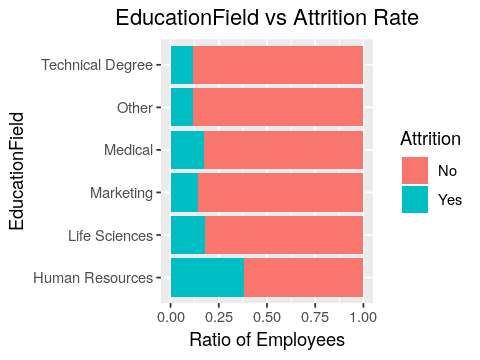 EducationField vs Attrition Rate
EducationField
Technical Degree
Other
Medical
Marketing
Life Sciences
Human Resources
0.00 0.25 0.50 0.75 1.00
Ratio of Employees
Attrition
No
Yes